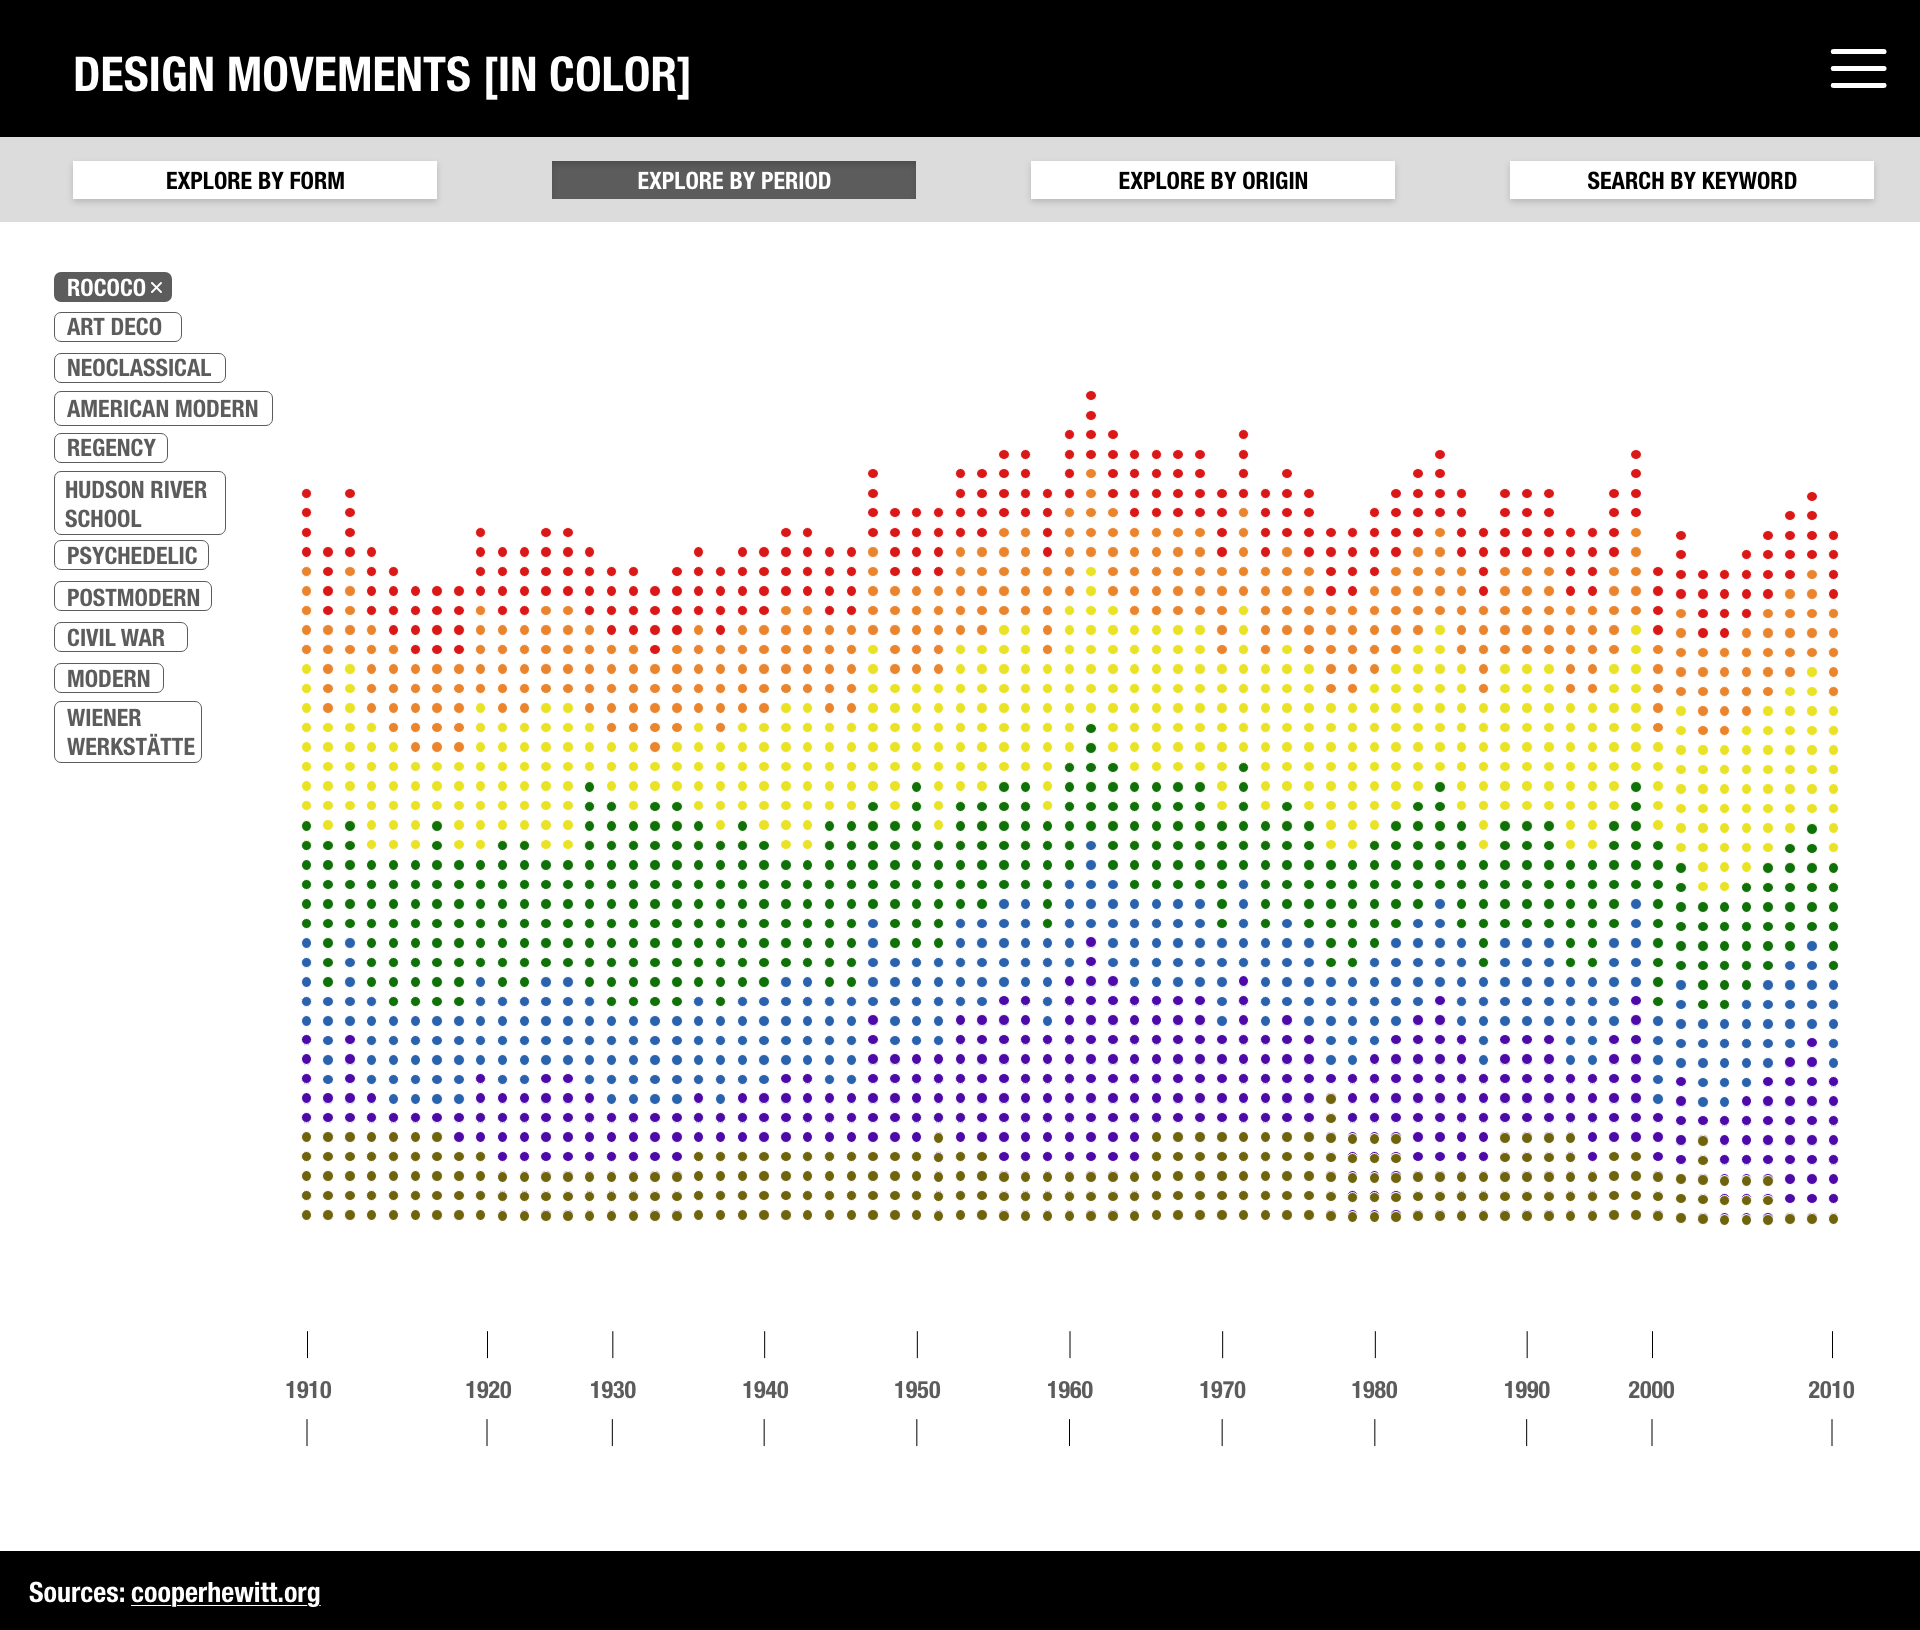 DESIGN MOVEMENTS [IN COLOR]
EXPLORE BY FORM
EXPLORE BY PERIOD
EXPLORE BY ORIGIN
SEARCH BY KEYWORD
ROCOCO ×
ART DECO
NEOCLASSICAL
AMERICAN MODERN
REGENCY
HUDSON RIVER
SCHOOL
PSYCHEDELIC
POSTMODERN
CIVIL WAR
MODERN
WIENER
WERKSTÄTTE
1910 1920 1930 1940 1950 1960 1970 1980 1990 2000 2010
Sources: cooperhewitt.org